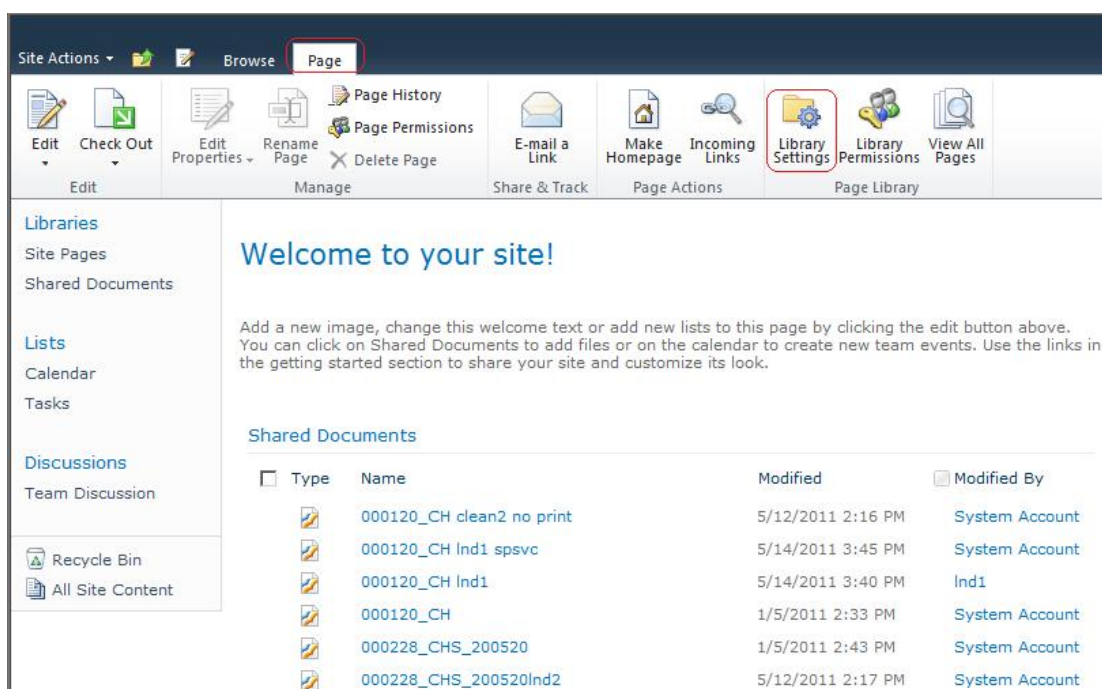 Site Actions
Browse
Page
Edit
Check Out
Edit
Properties
Rename
Page
Page History
Page Permissions
Delete Page
E-mail a
Link
Make
Homepage
Incoming
Links
Library
Settings
Library
Permissions
View All
Pages
Edit
Manage
Share & Track
Page Actions
Page Library
Libraries
Site Pages
Shared Documents
Lists
Calendar
Tasks
Discussions
Team Discussion
Recycle Bin
All Site Content
Welcome to your site!
Add a new image, change this welcome text or add new lists to this page by clicking the edit button above.
You can click on Shared Documents to add files or on the calendar to create new team events. Use the links in
the getting started section to share your site and customize its look.
Shared Documents
Type Name Modified Modified By
000120_CH clean2 no print 5/12/2011 2:16 PM System Account
000120_CH lnd1 spsvc 5/14/2011 3:45 PM System Account
000120_CH lnd1 5/14/2011 3:40 PM lnd1
000120_CH 1/5/2011 2:33 PM System Account
000228_CHS_200520 1/5/2011 2:43 PM System Account
000228_CHS_200520lnd2 5/12/2011 2:17 PM System Account